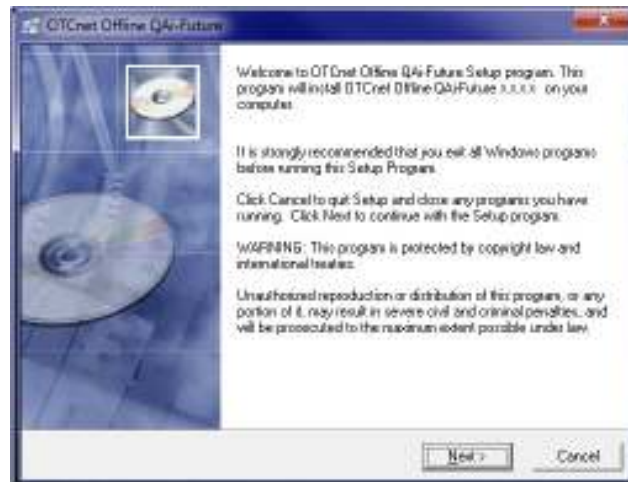 OTCnet Offline QAi-Future
Welcome to OTCnet Offline QAi-Future Setup program. This
program will install OTCnet Offline QAi-Future X.X.X.X on your
computer.
It is strongly recommended that you exit all Windows programs
before running this Setup Program.
Click Cancel to quit Setup and close any programs you have
running. Click Next to continue with the Setup program.
WARNING: This program is protected by copyright law and
international treaties.
Unauthorized reproduction or distribution of this program, or any
portion of it, may result in severe civil and criminal penalties, and
will be prosecuted to the maximum extent possible under law.
Next >
Cancel